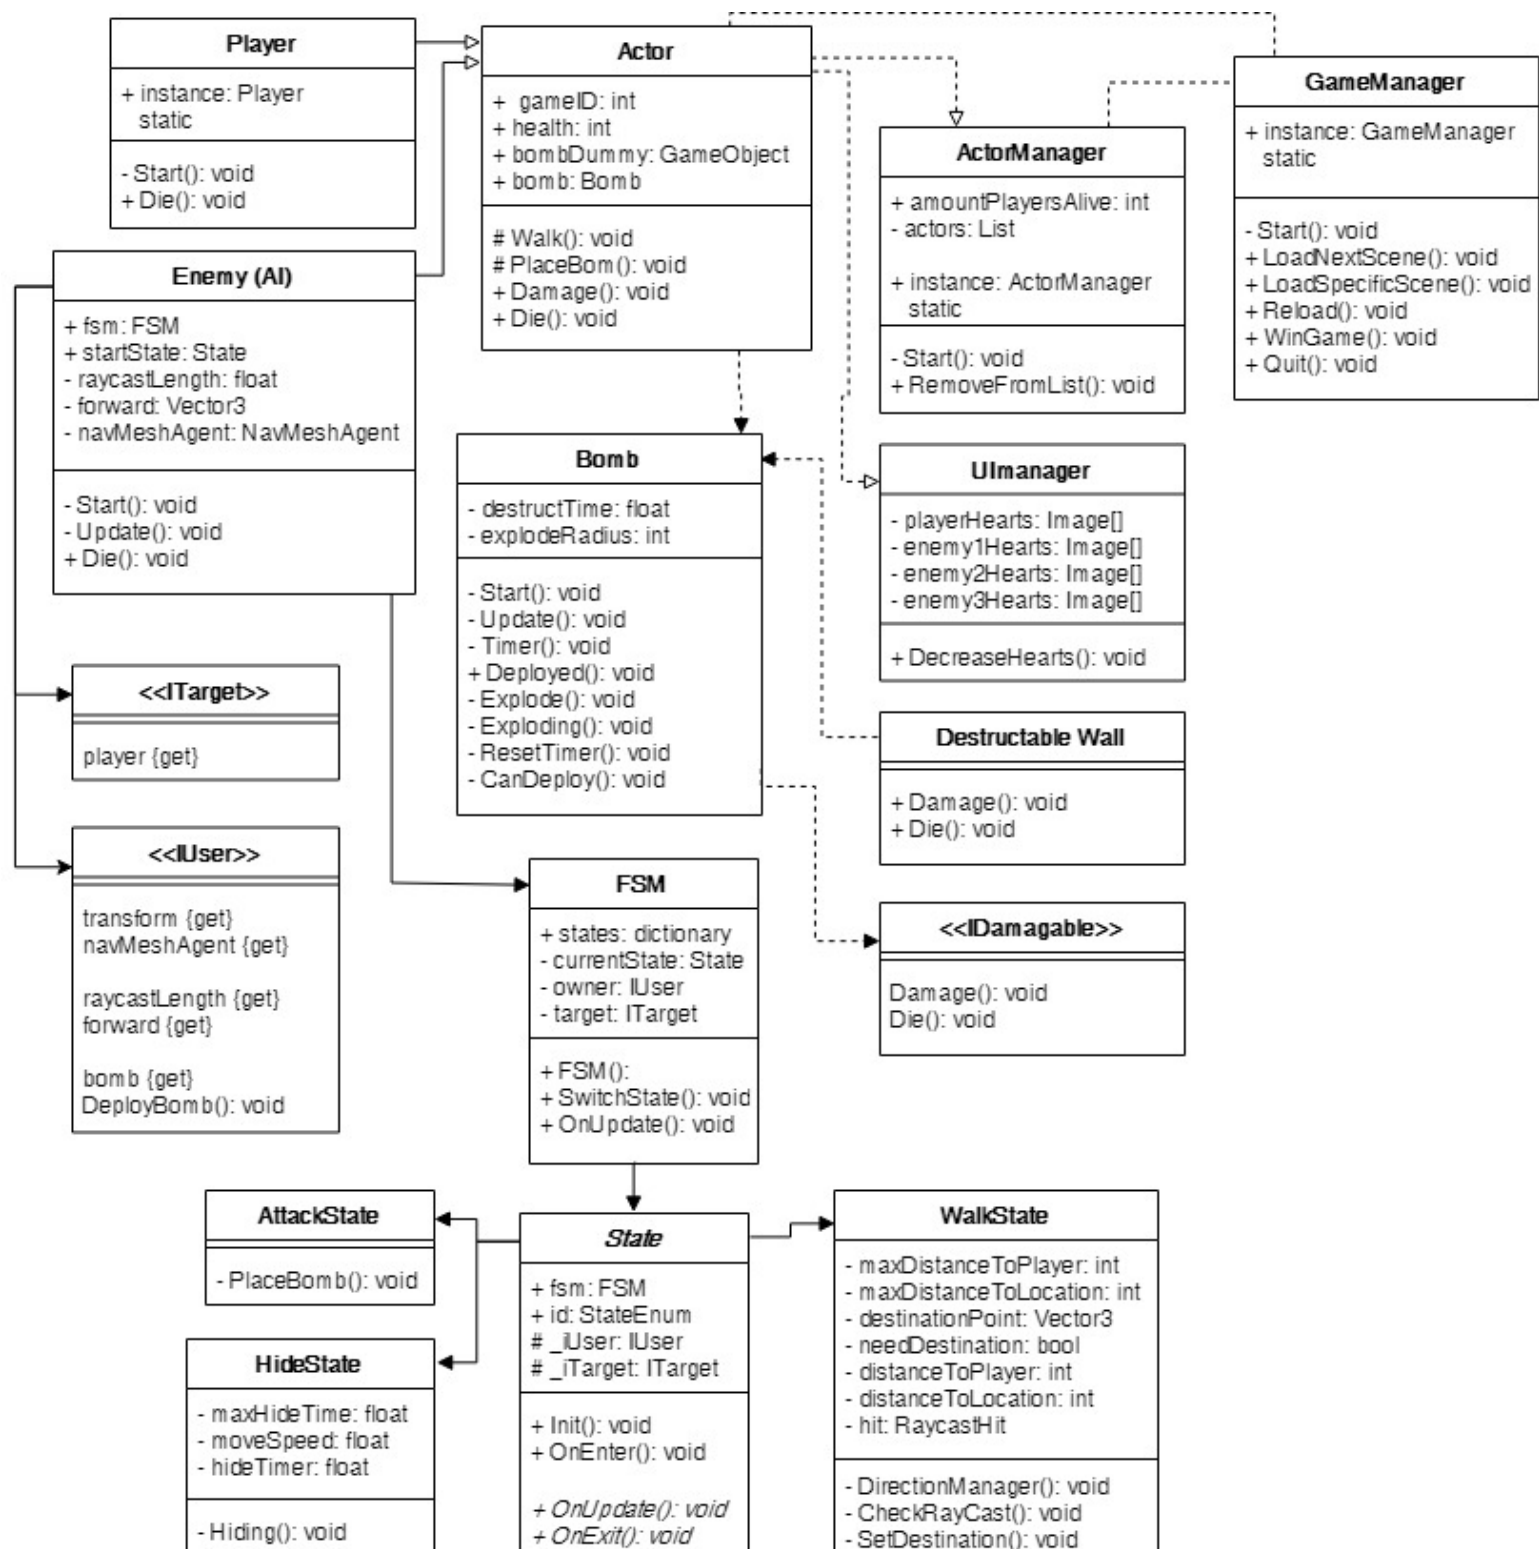 Player
+ instance: Player
static
- Start(): void
+ Die(): void
Actor
+ gameID: int
+ health: int
+ bombDummy: GameObject
+ bomb: Bomb
# Walk(): void
# PlaceBom(): void
+ Damage(): void
+ Die(): void
GameManager
+ instance: GameManager
static
- Start(): void
+ LoadNextScene(): void
+ LoadSpecificScene(): void
+ Reload(): void
+ WinGame(): void
+ Quit(): void
ActorManager
+ amountPlayersAlive: int
- actors: List
+ instance: ActorManager
static
- Start(): void
+ RemoveFromList(): void
Enemy (AI)
+ fsm: FSM
+ startState: State
- raycastLength: float
- forward: Vector3
- navMeshAgent: NavMeshAgent
- Start(): void
- Update(): void
+ Die(): void
Bomb
- destructTime: float
- explodeRadius: int
- Start(): void
- Update(): void
- Timer(): void
+ Deployed(): void
- Explode(): void
- Exploding(): void
- ResetTimer(): void
- CanDeploy(): void
UImanager
- playerHearts: Image[]
- enemy1Hearts: Image[]
- enemy2Hearts: Image[]
- enemy3Hearts: Image[]
+ DecreaseHearts(): void
<<ITarget>>
player {get}
Destructable Wall
+ Damage(): void
+ Die(): void
<<IUser>>
transform {get}
navMeshAgent {get}
raycastLength {get}
forward {get}
bomb {get}
DeployBomb(): void
FSM
+ states: dictionary
- currentState: State
- owner: IUser
- target: ITarget
+ FSM():
+ SwitchState(): void
+ OnUpdate(): void
<<IDamagable>>
Damage(): void
Die(): void
AttackState
- PlaceBomb(): void
State
+ fsm: FSM
+ id: StateEnum
# _iUser: IUser
# _iTarget: ITarget
+ Init(): void
+ OnEnter(): void
+ OnUpdate(): void
+ OnExit(): void
WalkState
- maxDistanceToPlayer: int
- maxDistanceToLocation: int
- destinationPoint: Vector3
- needDestination: bool
- distanceToPlayer: int
- distanceToLocation: int
- hit: RaycastHit
- DirectionManager(): void
- CheckRayCast(): void
- SetDestination(): void
HideState
- maxHideTime: float
- moveSpeed: float
- hideTimer: float
- Hiding(): void